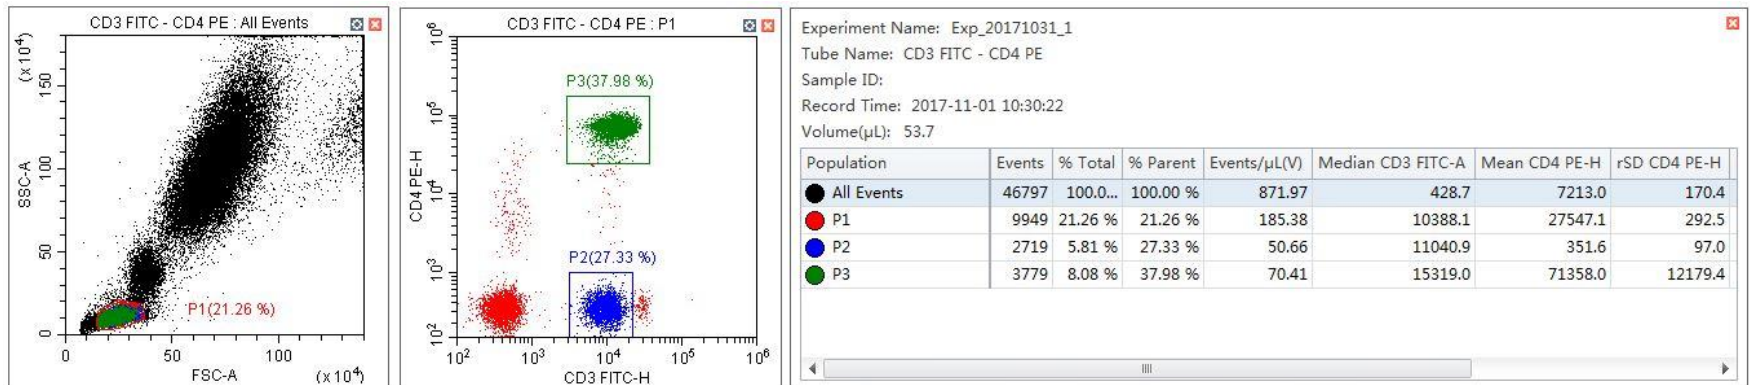 CD3 FITC - CD4 PE : All Events
(x 10⁴)
150
100
50
0
SSC-A
P1(21.26 %)
0 50 100
FSC-A (x 10⁴)
CD3 FITC - CD4 PE : P1
10⁶
10⁵
10⁴
10³
10²
CD4 PE-H
P3(37.98 %)
P2(27.33 %)
10² 10³ 10⁴ 10⁵ 10⁶
CD3 FITC-H
Experiment Name: Exp_20171031_1
Tube Name: CD3 FITC - CD4 PE
Sample ID:
Record Time: 2017-11-01 10:30:22
Volume(µL): 53.7
Population Events % Total % Parent Events/µL(V) Median CD3 FITC-A Mean CD4 PE-H rSD CD4 PE-H
All Events 46797 100.0... 100.00 % 871.97 428.7 7213.0 170.4
P1 9949 21.26 % 21.26 % 185.38 10388.1 27547.1 292.5
P2 2719 5.81 % 27.33 % 50.66 11040.9 351.6 97.0
P3 3779 8.08 % 37.98 % 70.41 15319.0 71358.0 12179.4